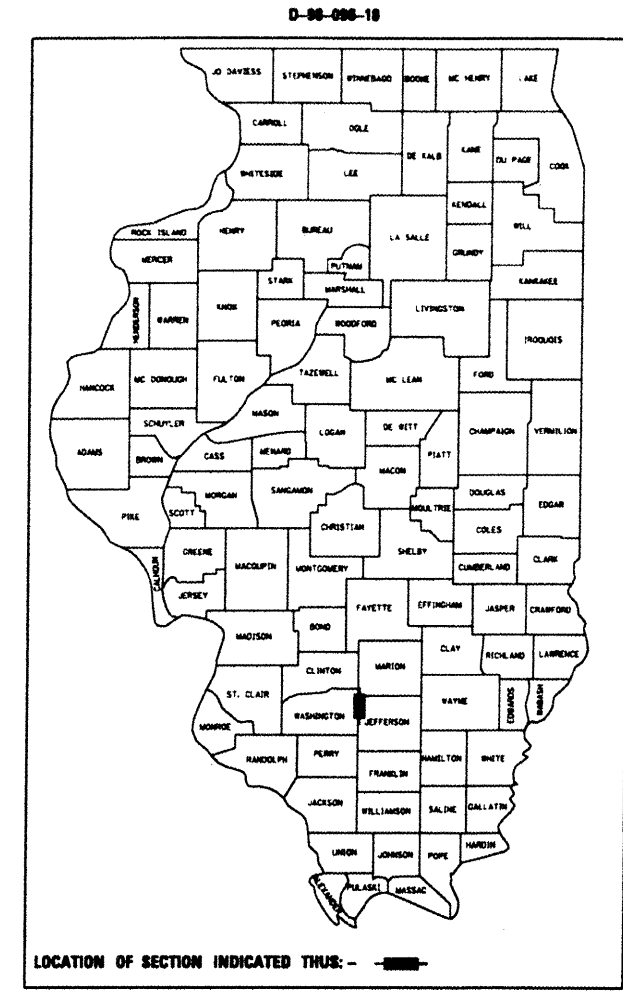 D-98-096-18
JO DAVIESS STEPHENSON WINNEBAGO BOONE MC HENRY LAKE
CARROLL OGLE
DE KALB KANE DU PAGE COOK
WHITESIDE LEE
KENDALL WILL
ROCK ISLAND HENRY BUREAU LA SALLE GRUNDY
MERCER PUTNAM
STARK MARSHALL KANKAKEE
HENDERSON WARREN KNOX PEORIA WOODFORD LIVINGSTON IROQUOIS
HANCOCK MC DONOUGH FULTON TAZEWELL MC LEAN FORD
MASON
SCHUYLER LOGAN DE WITT CHAMPAIGN VERMILION
ADAMS BROWN CASS MENARD MACON PIATT
MORGAN SANGAMON DOUGLAS EDGAR
PIKE SCOTT CHRISTIAN MOULTRIE COLES
GREENE MACOUPIN MONTGOMERY SHELBY CUMBERLAND CLARK
CALHOUN JERSEY FAYETTE EFFINGHAM JASPER CRAWFORD
MADISON BOND
CLAY RICHLAND LAWRENCE
CLINTON MARION
ST. CLAIR WAYNE EDWARDS WABASH
MONROE WASHINGTON JEFFERSON
RANDOLPH PERRY HAMILTON WHITE
FRANKLIN
JACKSON WILLIAMSON SALINE GALLATIN
UNION JOHNSON POPE HARDIN
ALEXANDER PULASKI MASSAC
LOCATION OF SECTION INDICATED THUS: -